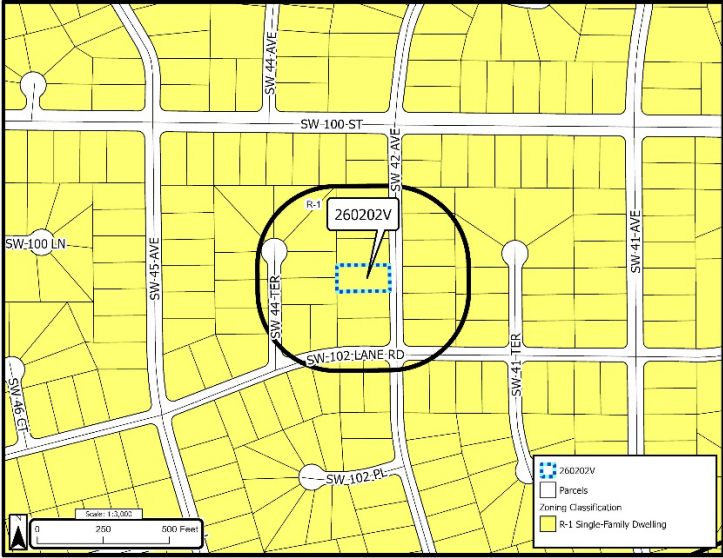 SW 44 AVE
SW 100 ST
SW 42 AVE
R-1
260202V
SW 100 LN
SW 45 AVE
SW 44 TER
SW 41 AVE
SW 102 LANE RD
SW 41 TER
SW 46 CT
SW 102 PL
260202V
Parcels
Zoning Classification
R-1 Single-Family Dwelling
Scale: 1:3,000
0 250 500 Feet